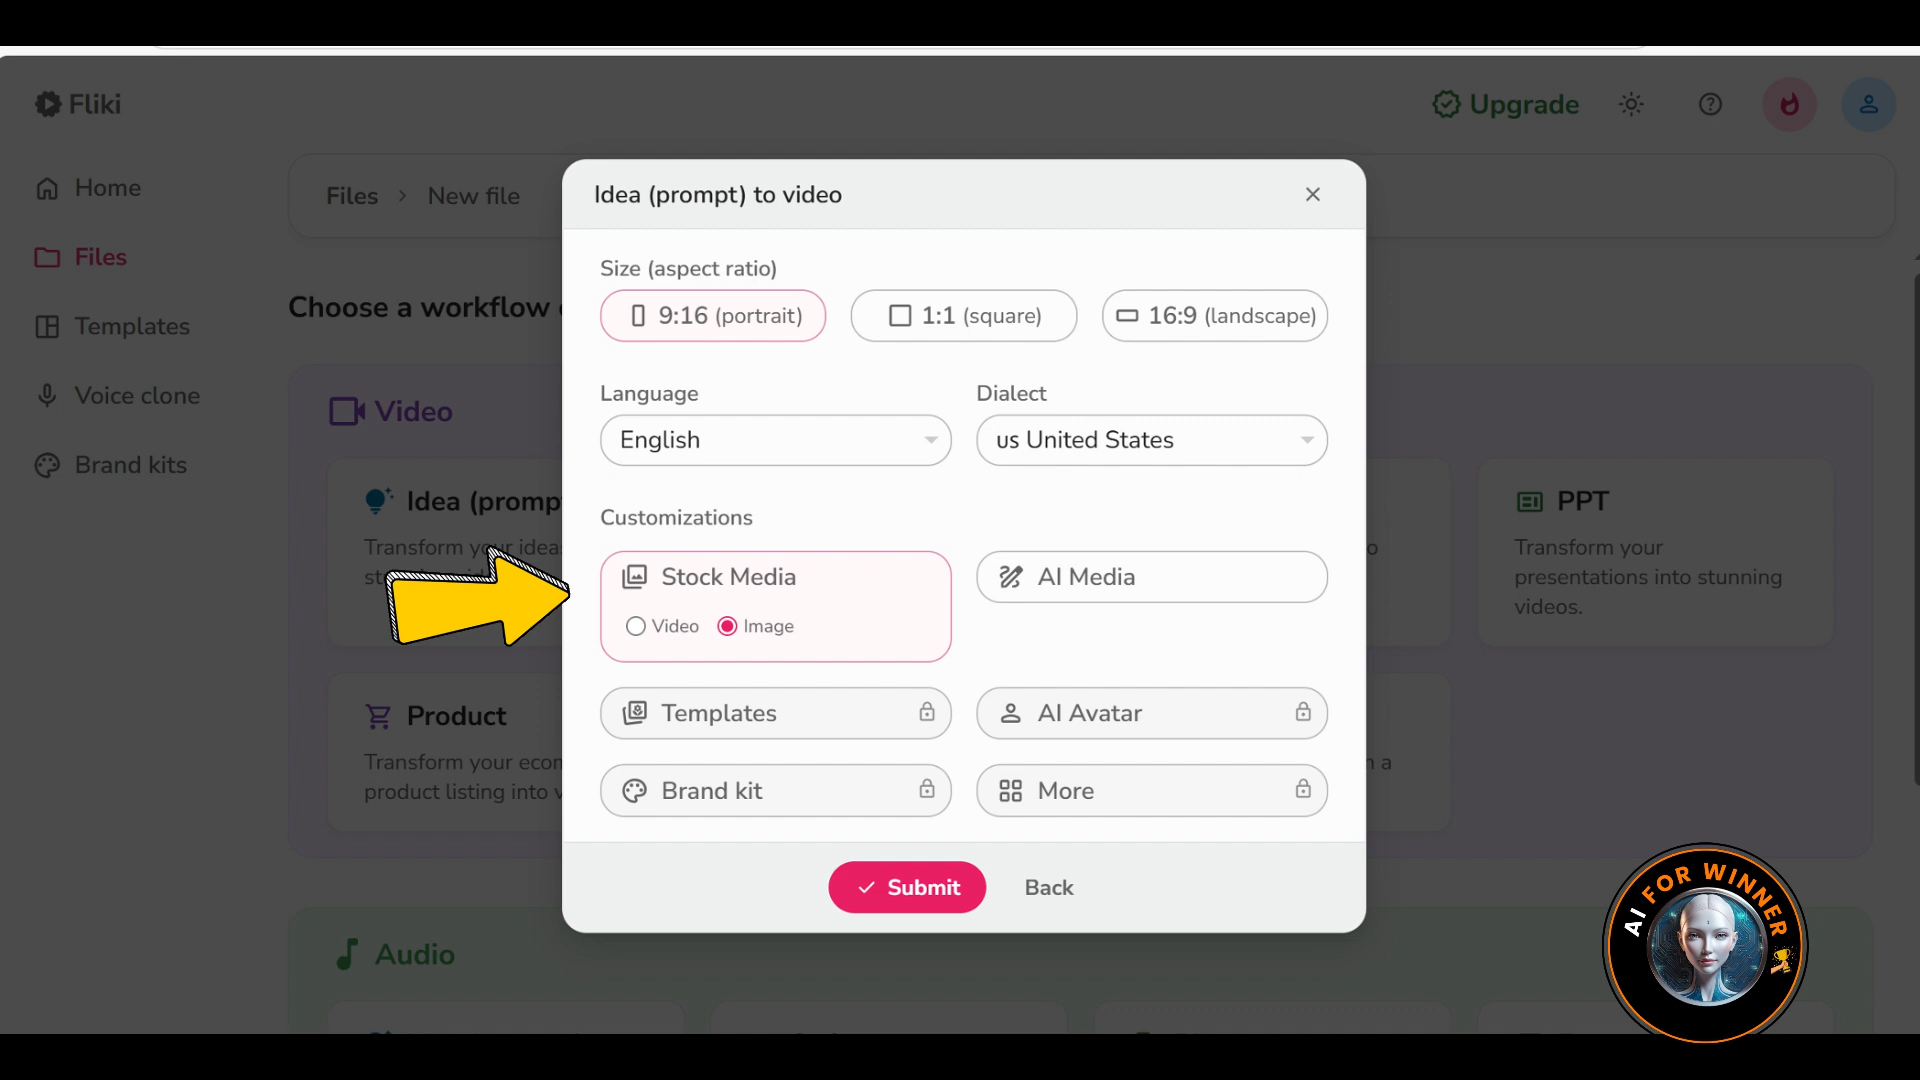 Fliki
Upgrade
Home
Files
Templates
Voice clone
Brand kits
Files > New file
Choose a workflow
Video
Idea (promp
Transform your ideas
Product
Transform your econ
product listing into v
PPT
Transform your
presentations into stunning
videos.
Audio
Idea (prompt) to video
Size (aspect ratio)
9:16 (portrait)
1:1 (square)
16:9 (landscape)
Language
Dialect
English
us United States
Customizations
Stock Media
Video
Image
AI Media
Templates
AI Avatar
Brand kit
More
Submit
Back
AI FOR WINNER